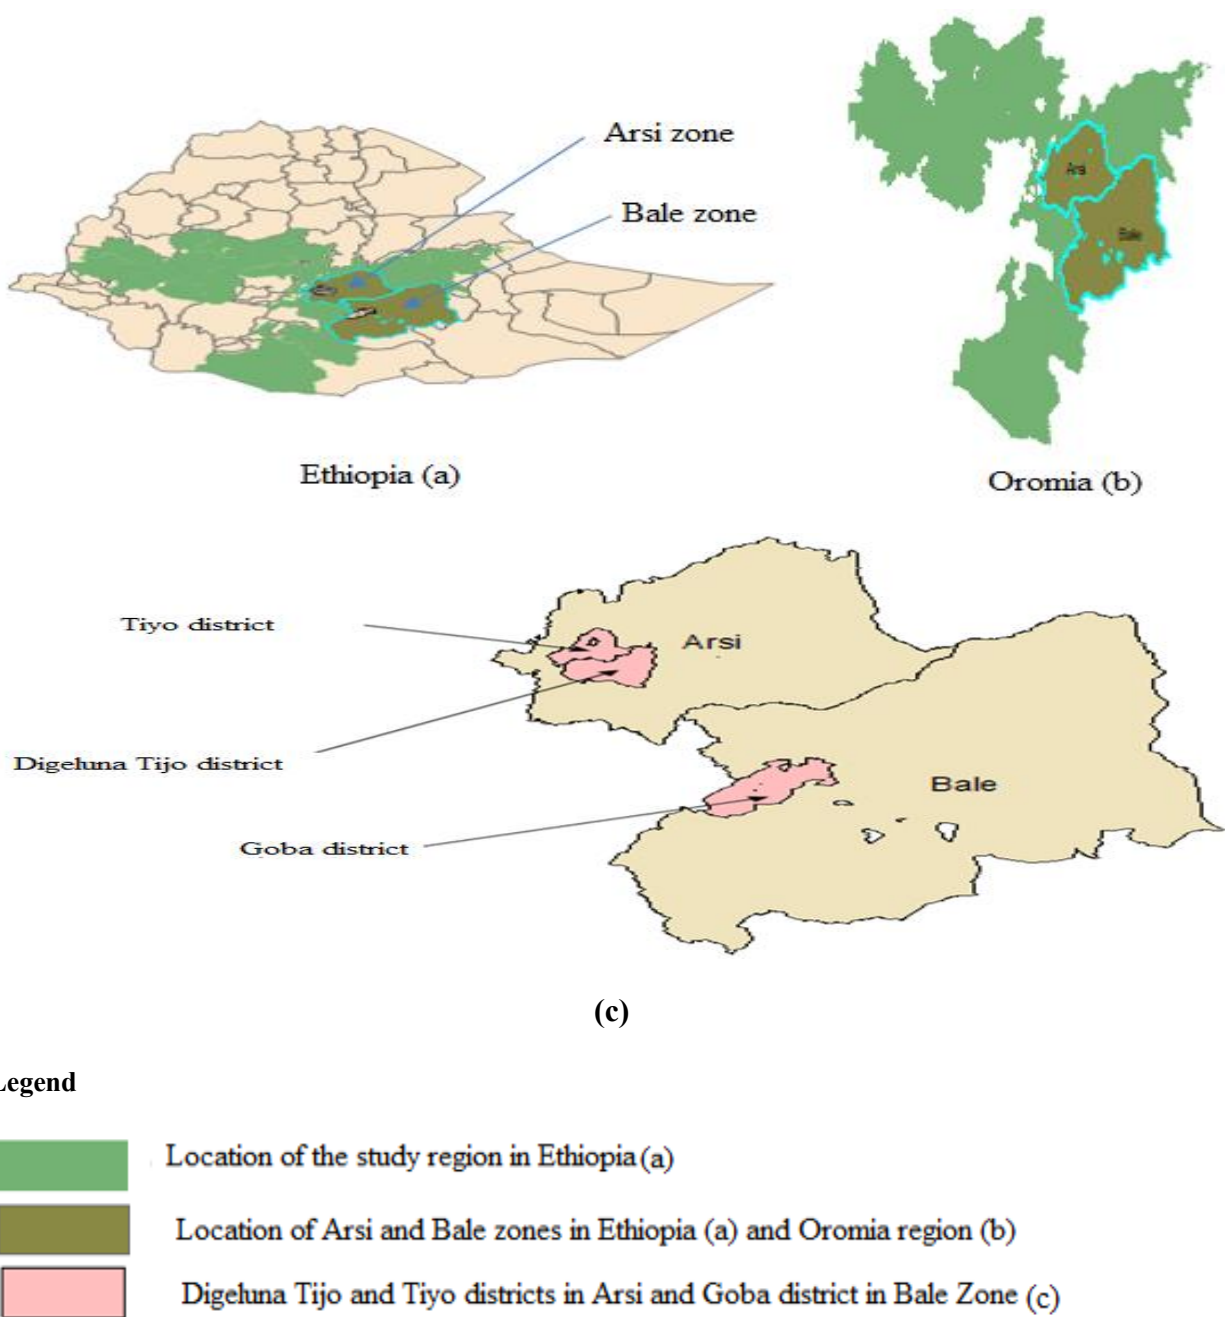 Arsi zone
Bale zone
Ethiopia (a)
Arsi
Bale
Oromia (b)
Tiyo district
Arsi
Digeluna Tijo district
Bale
Goba district
(c)
Legend
Location of the study region in Ethiopia (a)
Location of Arsi and Bale zones in Ethiopia (a) and Oromia region (b)
Digeluna Tijo and Tiyo districts in Arsi and Goba district in Bale Zone (c)